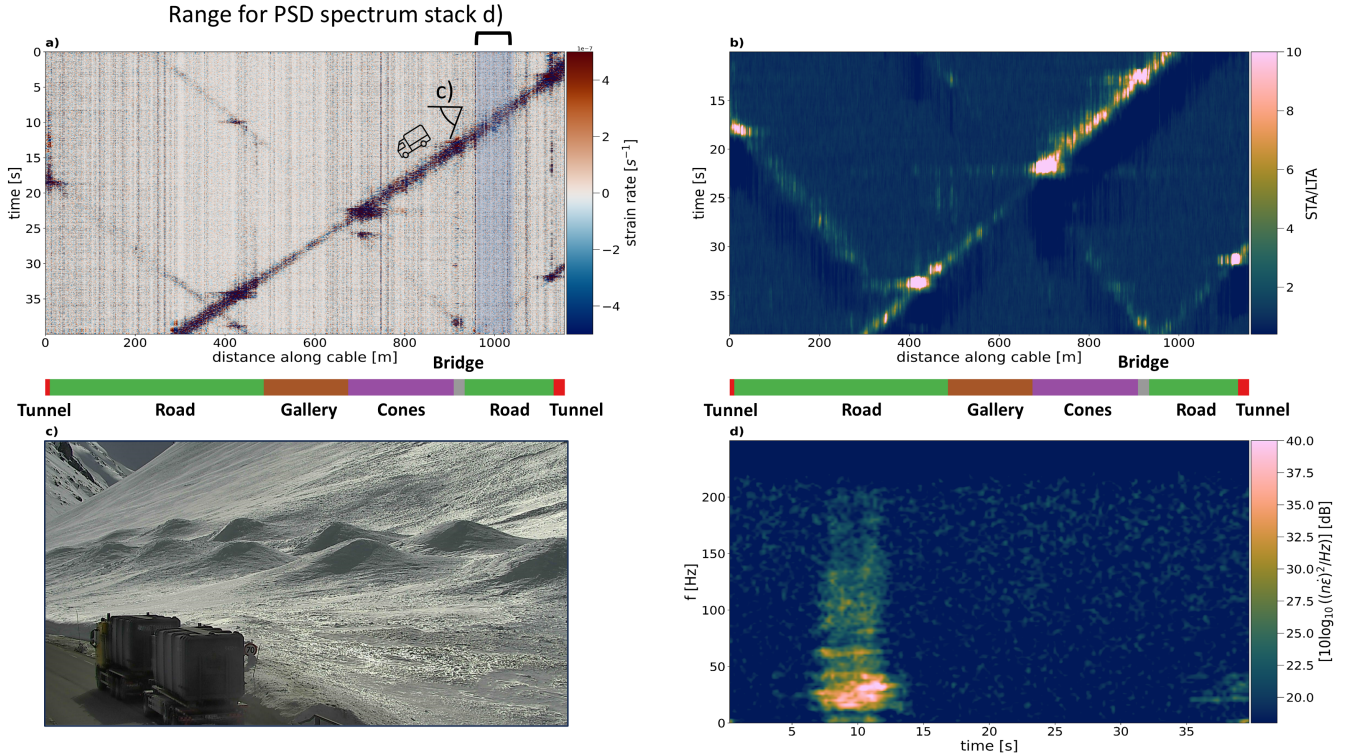 Range for PSD spectrum stack d)
a)
1e−7
0
5
10
15
20
25
30
35
time [s]
c)
0
200
400
600
800
1000
distance along cable [m]
4
2
0
−2
−4
strain rate [s⁻¹]
b)
15
20
25
30
35
time [s]
0
200
400
600
800
1000
distance along cable [m]
10
8
6
4
2
STA/LTA
Bridge
Tunnel Road Gallery Cones Road Tunnel
Bridge
Tunnel Road Gallery Cones Road Tunnel
c)
70
d)
200
150
100
50
0
f [Hz]
5
10
15
20
25
30
35
time [s]
40.0
37.5
35.0
32.5
30.0
27.5
25.0
22.5
20.0
[10log₁₀ ((nε̇)²/Hz)] [dB]